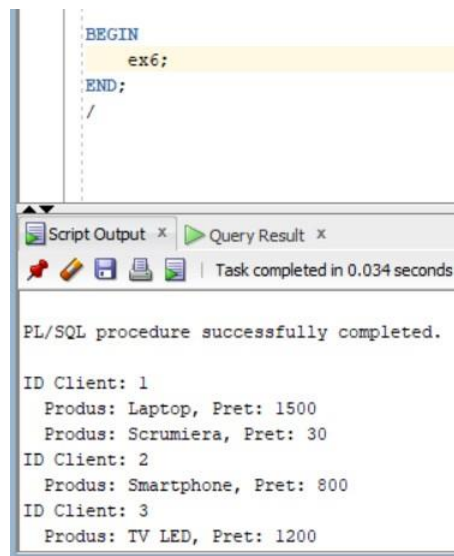 BEGIN
ex6;
END;
/
Script Output x Query Result x
Task completed in 0.034 seconds
PL/SQL procedure successfully completed.
ID Client: 1
Produs: Laptop, Pret: 1500
Produs: Scrumiera, Pret: 30
ID Client: 2
Produs: Smartphone, Pret: 800
ID Client: 3
Produs: TV LED, Pret: 1200